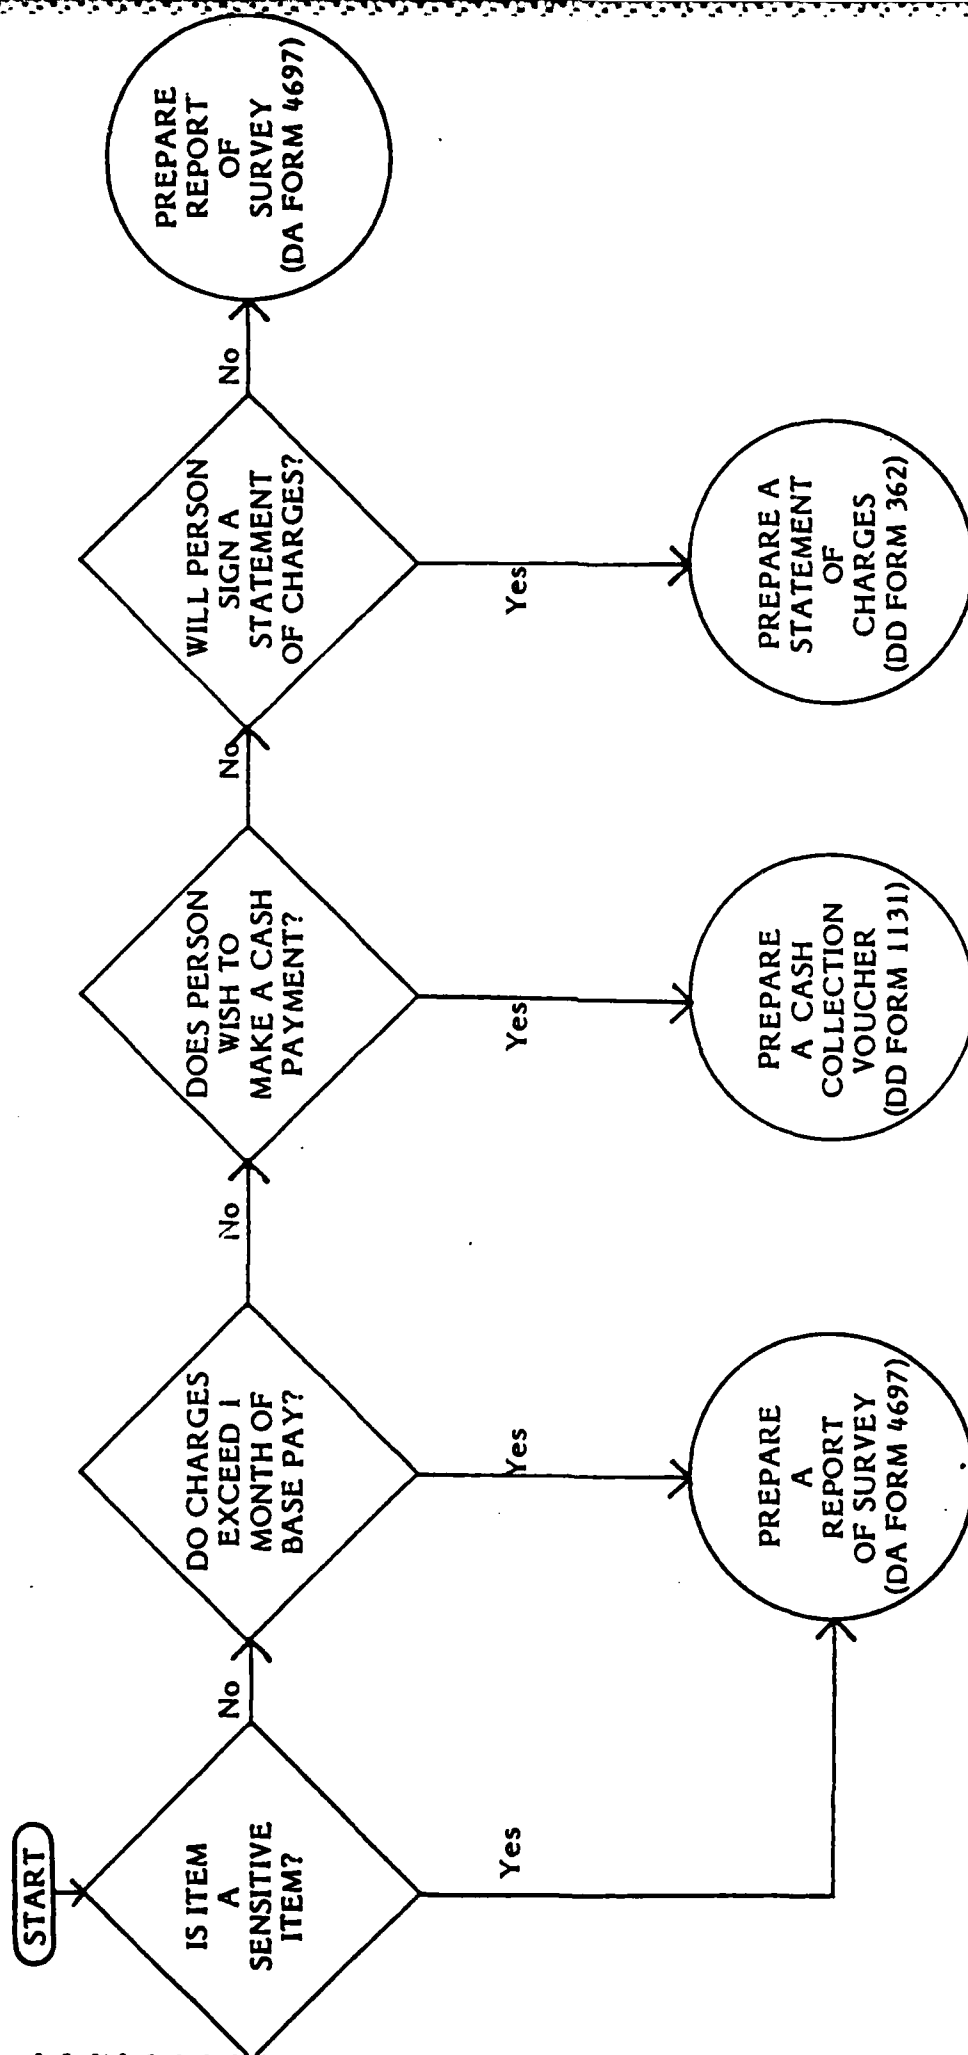 START
IS ITEM
A
SENSITIVE
ITEM?
No
Yes
DO CHARGES
EXCEED 1
MONTH OF
BASE PAY?
No
Yes
PREPARE
A
REPORT
OF SURVEY
(DA FORM 4697)
DOES PERSON
WISH TO
MAKE A CASH
PAYMENT?
No
Yes
PREPARE
A CASH
COLLECTION
VOUCHER
(DD FORM 1131)
WILL PERSON
SIGN A
STATEMENT
OF CHARGES?
No
Yes
PREPARE A
STATEMENT
OF
CHARGES
(DD FORM 362)
PREPARE
REPORT
OF
SURVEY
(DA FORM 4697)